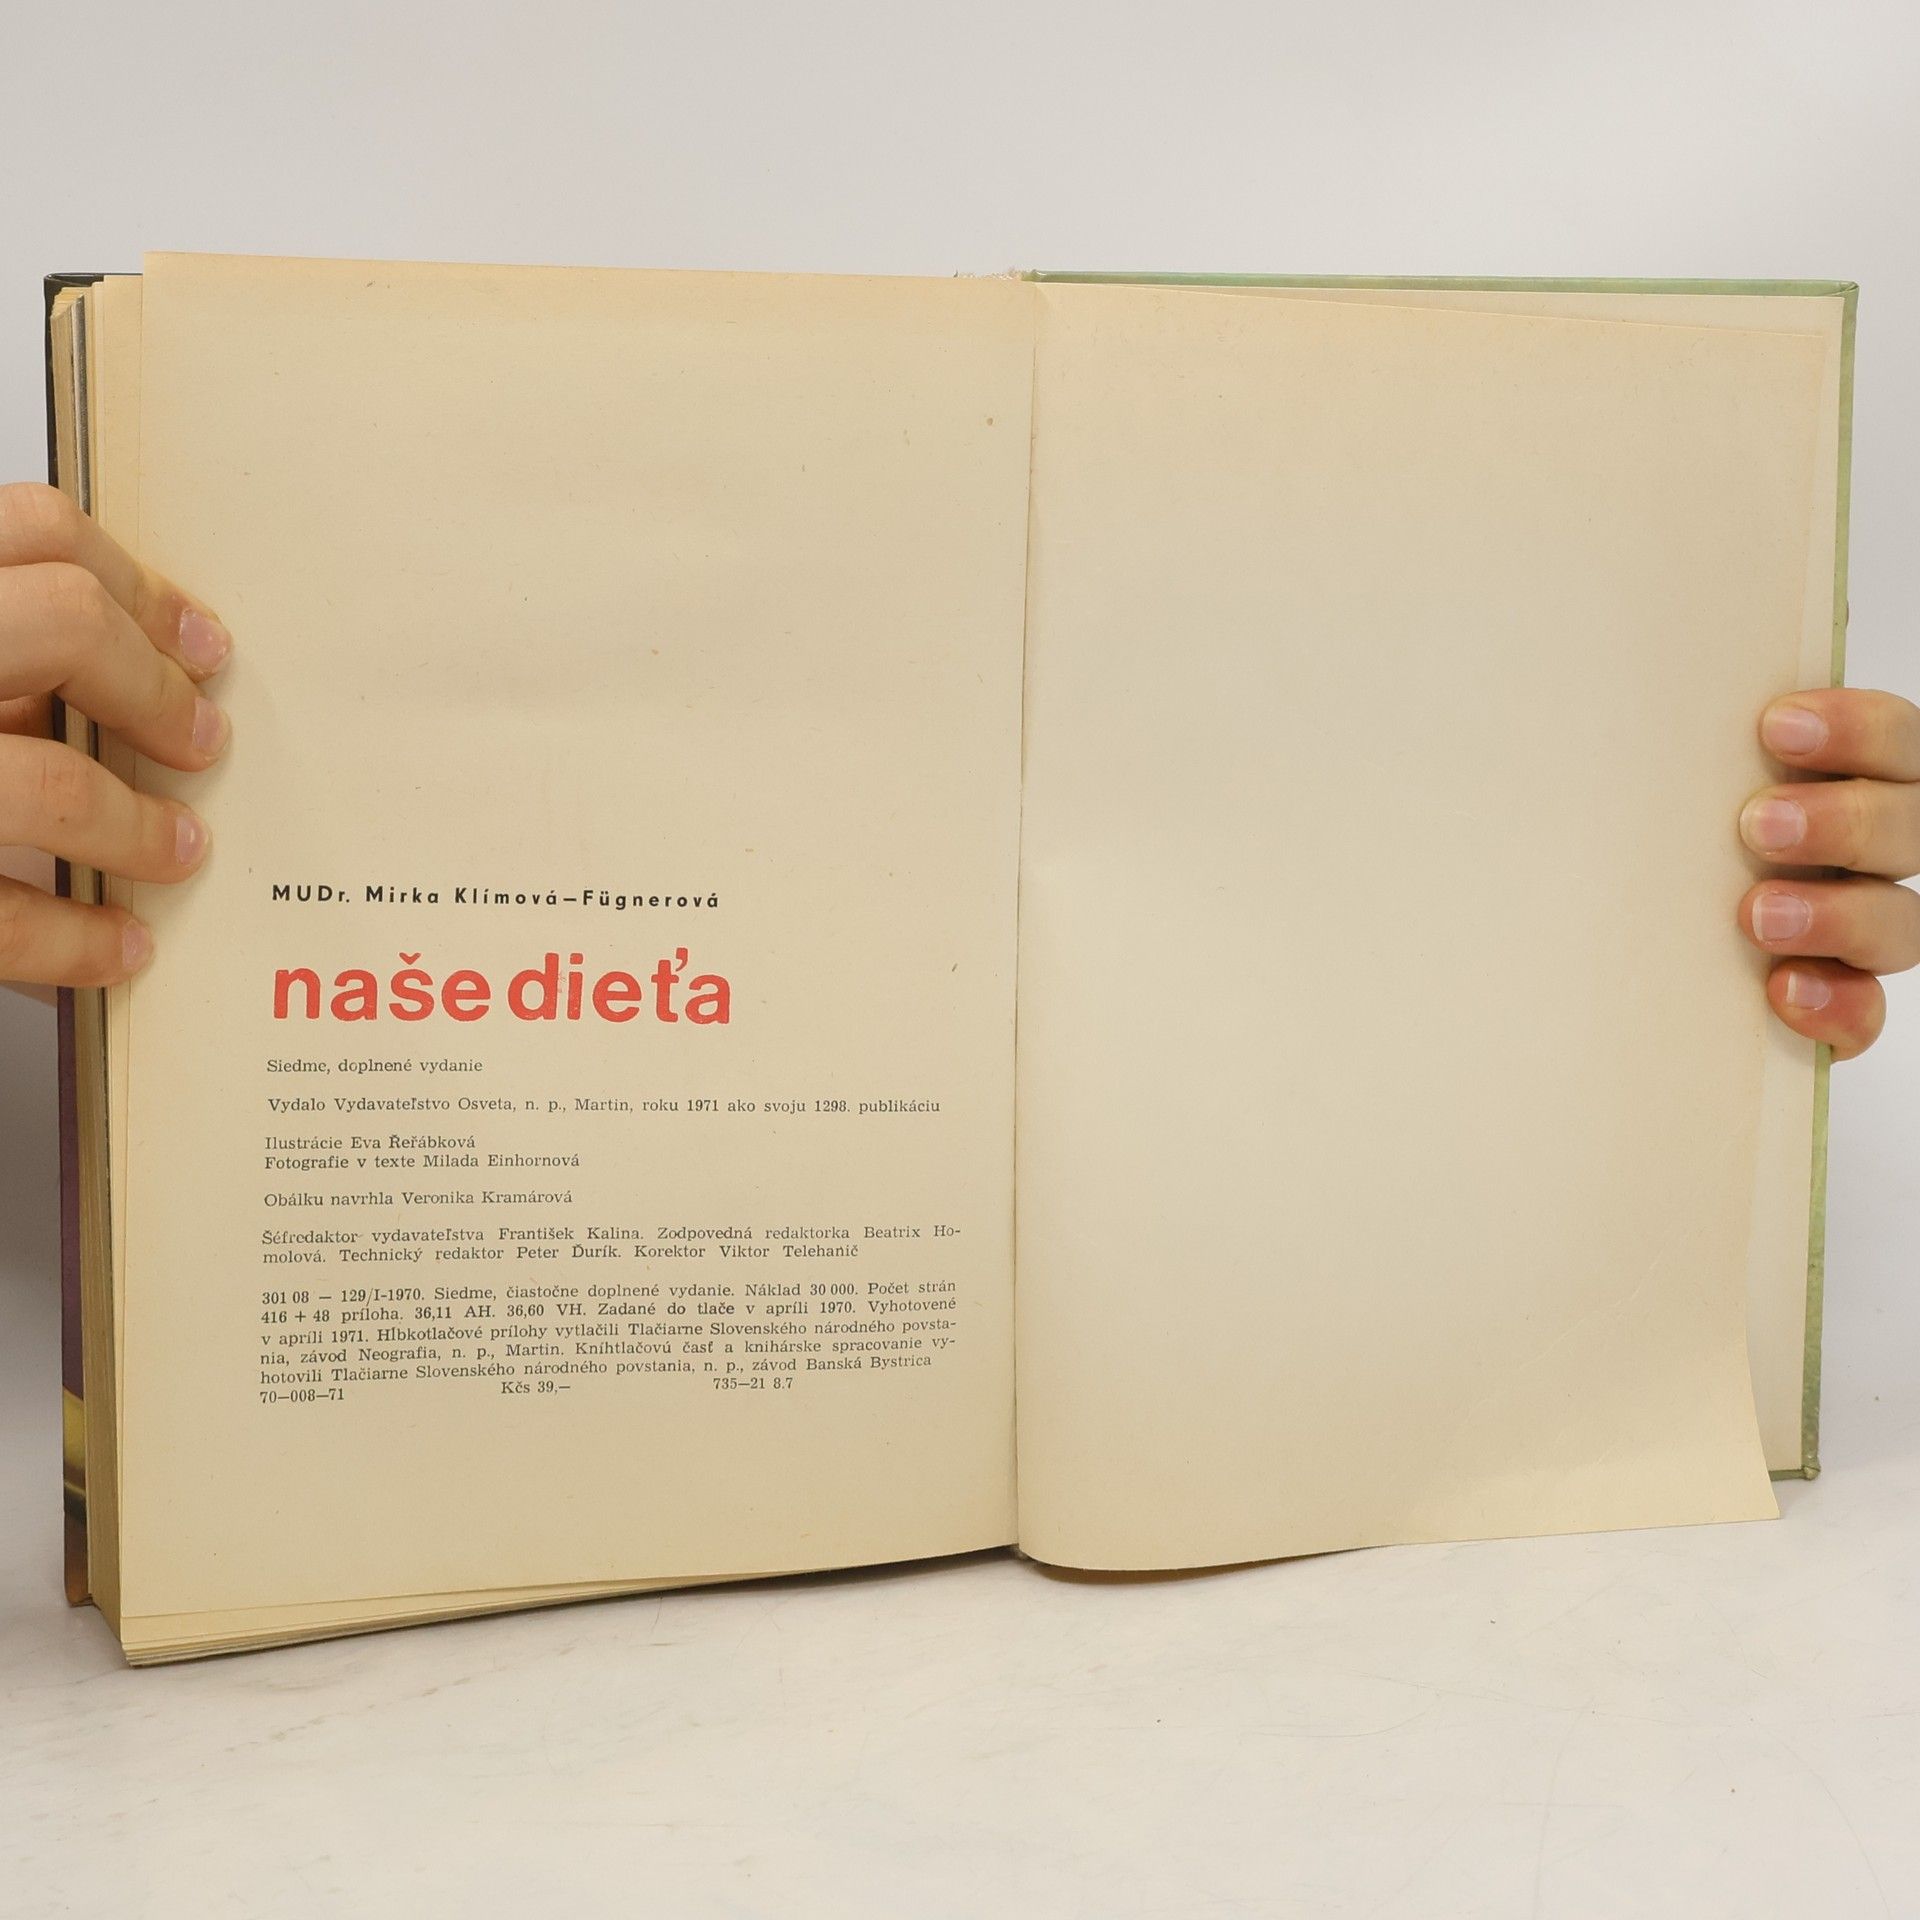 MUDr. Mirka Klímová—Fügnerová
naše dieťa
Siedme, doplnené vydanie
Vydalo Vydavateľstvo Osveta, n. p., Martin, roku 1971 ako svoju 1298. publikáciu
Ilustrácie Eva Řeřábková
Fotografie v texte Milada Einhornová
Obálku navrhla Veronika Kramárová
Šéfredaktor vydavateľstva František Kalina. Zodpovedná redaktorka Beatrix Ho-
molová. Technický redaktor Peter Ďurík. Korektor Viktor Telehanič
301 08 — 129/I-1970. Siedme, čiastočne doplnené vydanie. Náklad 30 000. Počet strán
416 + 48 príloha. 36,11 AH. 36,60 VH. Zadané do tlače v apríli 1970. Vyhotovené
v apríli 1971. Hĺbkotlačové prílohy vytlačili Tlačiarne Slovenského národného povsta-
nia, závod Neografia, n. p., Martin. Kníhtlačovú časť a knihárske spracovanie vy-
hotovili Tlačiarne Slovenského národného povstania, n. p., závod Banská Bystrica
70—008—71 Kčs 39,— 735—21 8.7